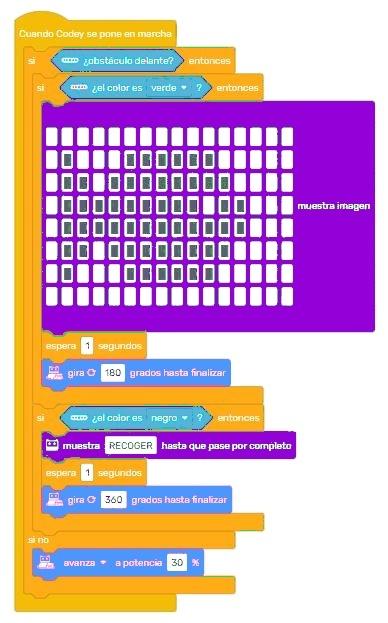 Cuando Codey se pone en marcha
si ¿obstáculo delante? entonces
si ¿el color es verde ? entonces
muestra imagen
espera 1 segundos
gira 180 grados hasta finalizar
si ¿el color es negro ? entonces
muestra RECOGER hasta que pase por completo
espera 1 segundos
gira 360 grados hasta finalizar
si no
avanza a potencia 30 %